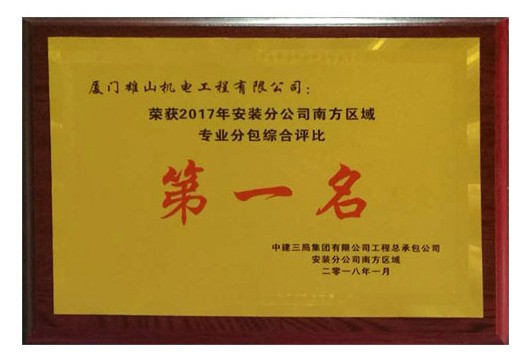 厦门雄山机电工程有限公司：
荣获2017年安装分公司南方区域
专业分包综合评比
第一名
中建三局集团有限公司工程总承包公司
安装分公司南方区域
二零一八年一月